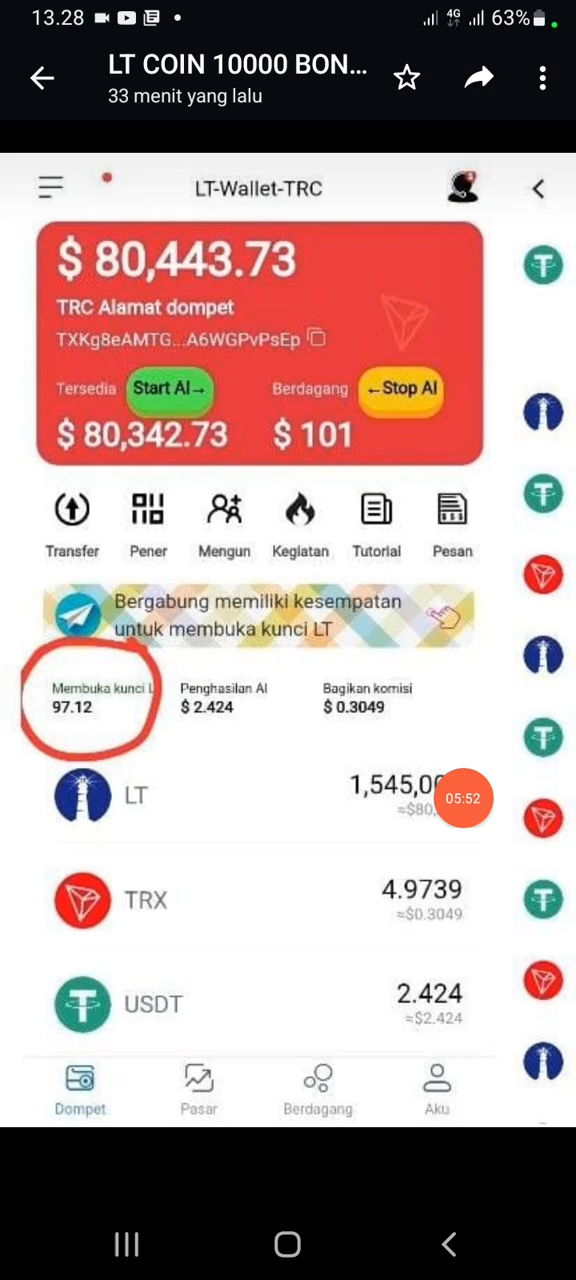 13.28
4G
63%
LT COIN 10000 BON...
33 menit yang lalu
LT-Wallet-TRC
$ 80,443.73
TRC Alamat dompet
TXKg8eAMTG...A6WGPvPsEp
Tersedia Start AI→ Berdagang ←Stop AI
$ 80,342.73 $ 101
Transfer Pener Mengun Kegiatan Tutorial Pesan
Bergabung memiliki kesempatan
untuk membuka kunci LT
Membuka kunci L Penghasilan AI Bagikan komisi
97.12 $ 2.424 $ 0.3049
LT 1,545,0
05:52
≈$80,
TRX 4.9739
≈$0.3049
USDT 2.424
≈$2.424
Dompet Pasar Berdagang Aku